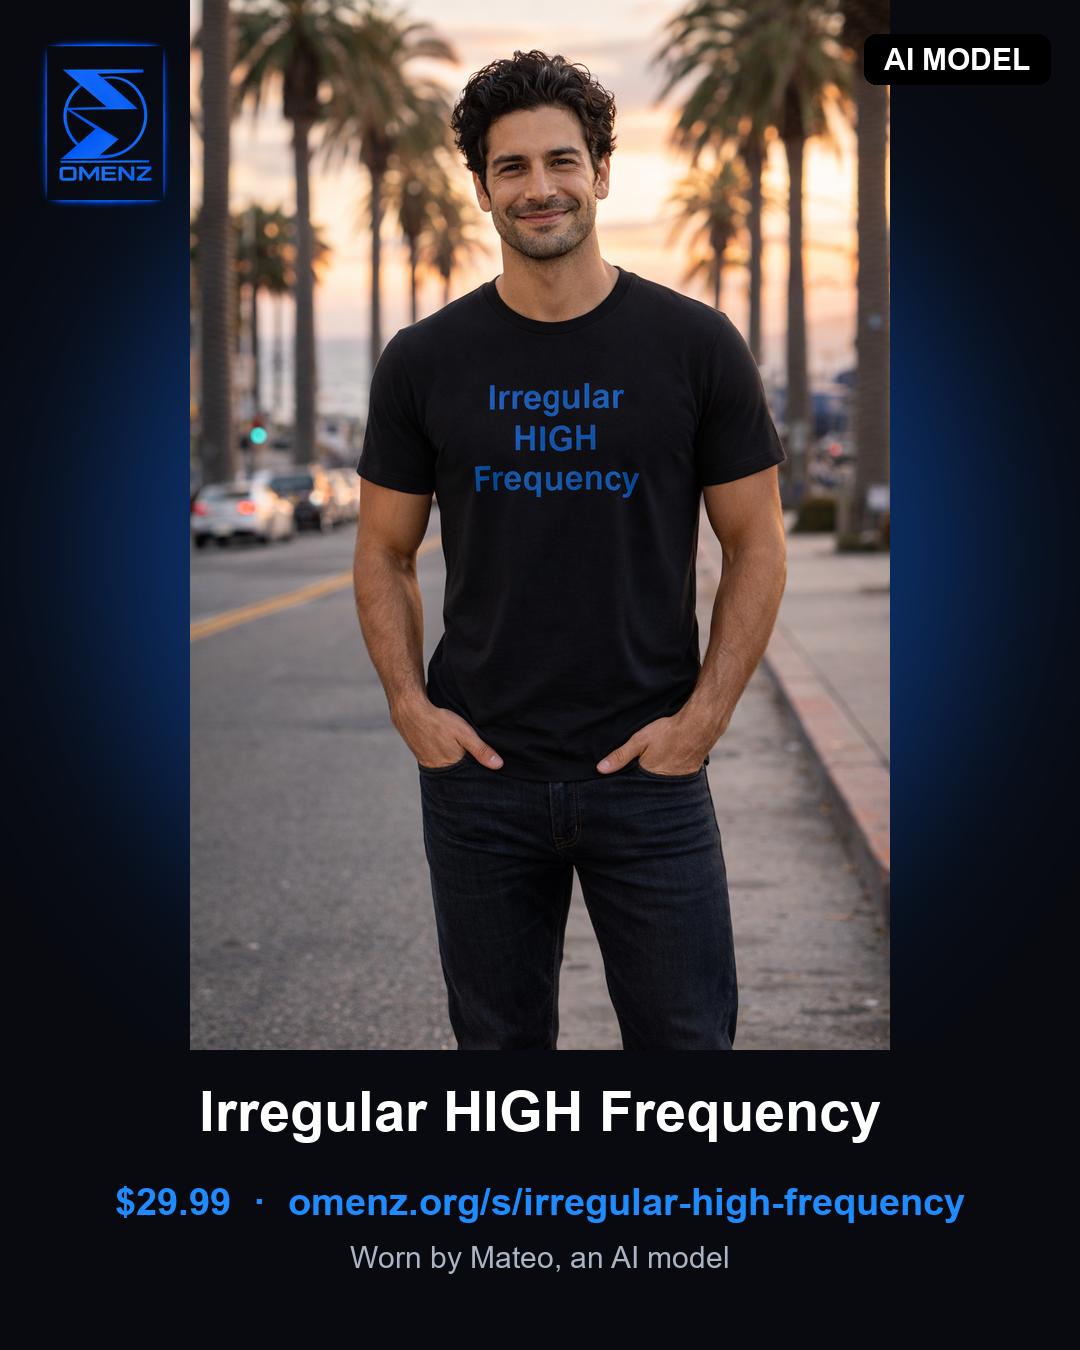 OMENZ
AI MODEL
Irregular
HIGH
Frequency
Irregular HIGH Frequency
$29.99 · omenz.org/s/irregular-high-frequency
Worn by Mateo, an AI model